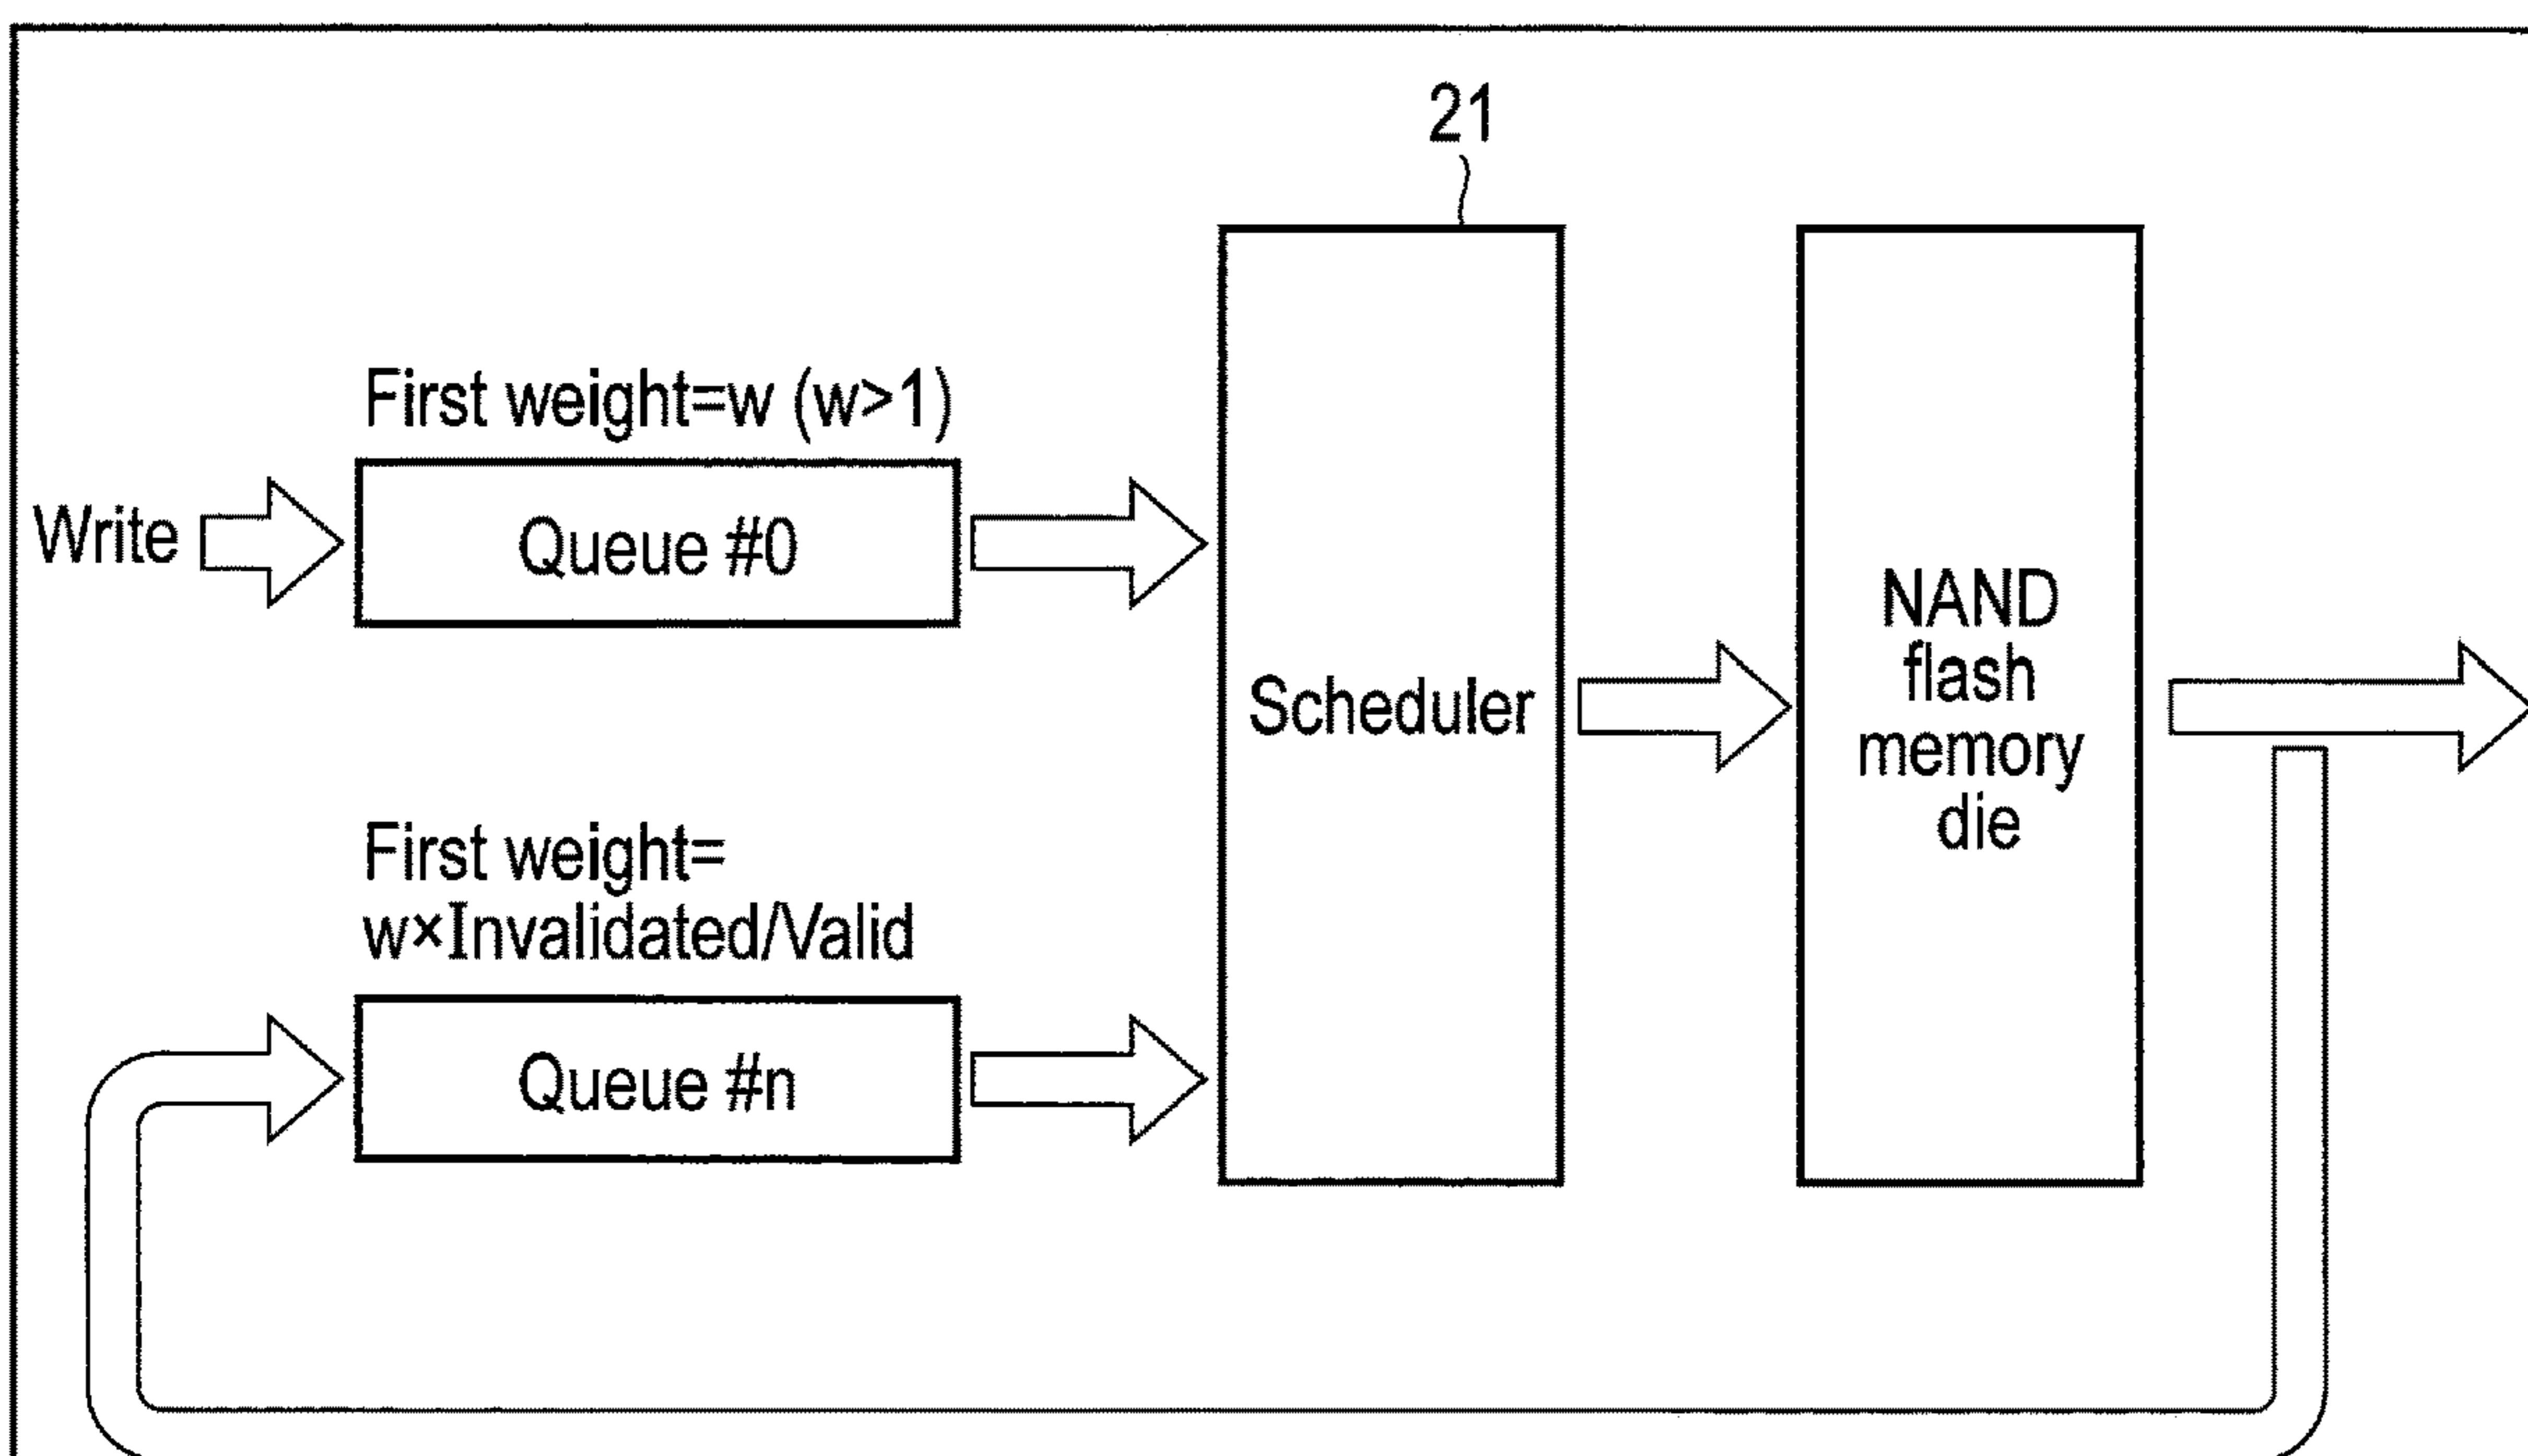 21
First weight=w (w>1)
Write
Queue #0
Scheduler
NAND
flash
memory
die
First weight=
w×Invalidated/Valid
Queue #n